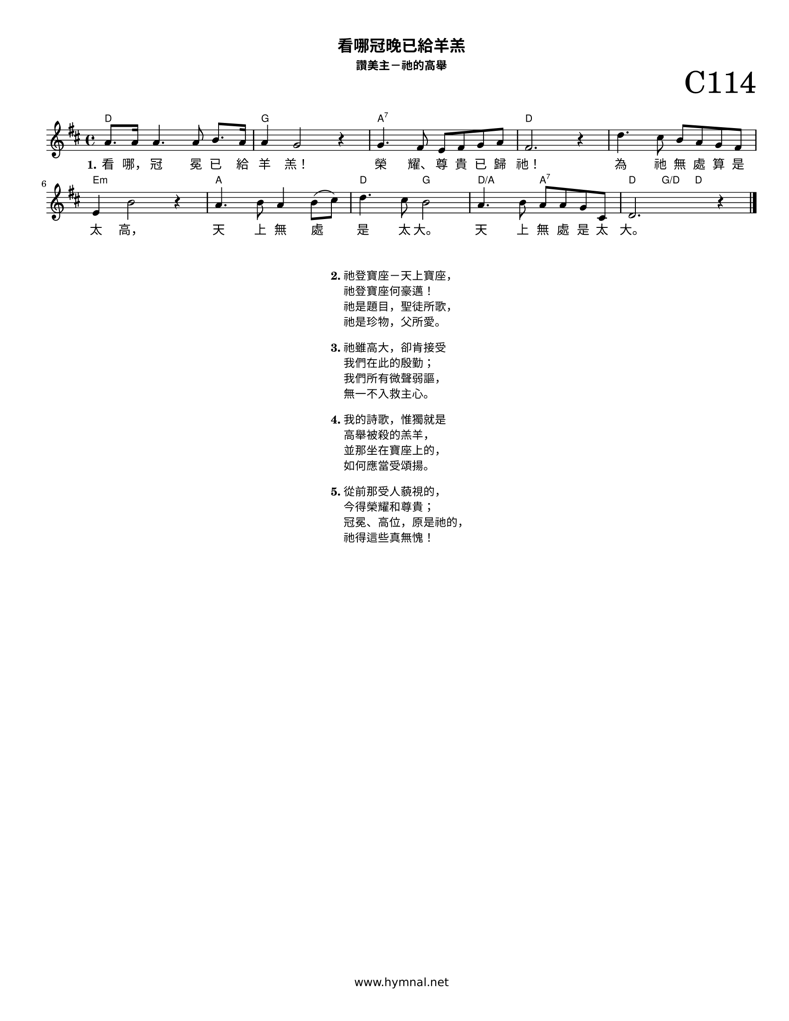 看哪冠晚已給羊羔
讚美主－祂的高舉
C114
D G A7 D
1. 看 哪， 冠 冕 已 給 羊 羔！ 榮 耀、 尊 貴 已 歸 祂！ 為 祂 無 處 算 是
6 Em A D G D/A A7 D G/D D
太 高， 天 上 無 處 是 太 大。 天 上 無 處 是 太 大。
2. 祂登寶座－天上寶座，
祂登寶座何豪邁！
祂是題目，聖徒所歌，
祂是珍物，父所愛。
3. 祂雖高大，卻肯接受
我們在此的殷勤；
我們所有微聲弱謳，
無一不入救主心。
4. 我的詩歌，惟獨就是
高舉被殺的羔羊，
並那坐在寶座上的，
如何應當受頌揚。
5. 從前那受人藐視的，
今得榮耀和尊貴；
冠冕、高位，原是祂的，
祂得這些真無愧！
www.hymnal.net